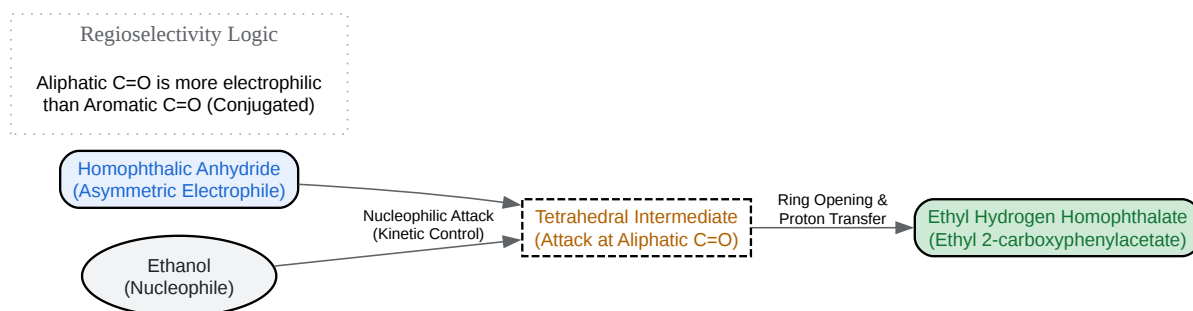 Regioselectivity Logic
Aliphatic C=O is more electrophilic
than Aromatic C=O (Conjugated)
Homophthalic Anhydride
(Asymmetric Electrophile)
Ethanol
(Nucleophile)
Nucleophilic Attack
(Kinetic Control)
Tetrahedral Intermediate
(Attack at Aliphatic C=O)
Ring Opening &
Proton Transfer
Ethyl Hydrogen Homophthalate
(Ethyl 2-carboxyphenylacetate)